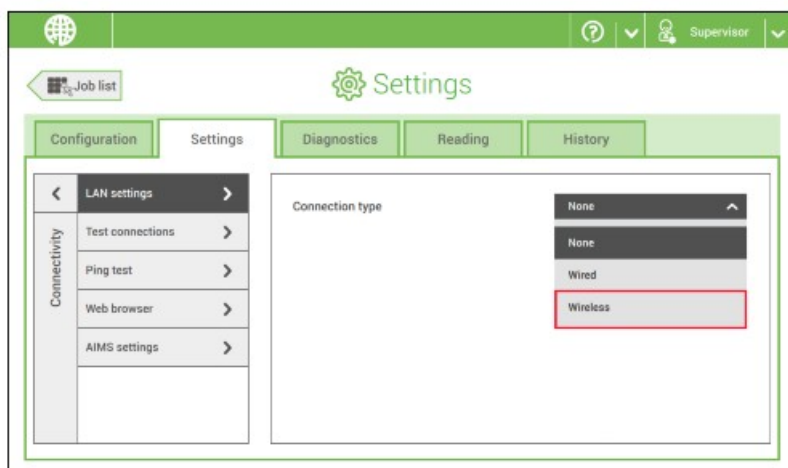 Supervisor
Job list
Settings
Configuration
Settings
Diagnostics
Reading
History
Connectivity
LAN settings
Test connections
Ping test
Web browser
AIMS settings
Connection type
None
None
Wired
Wireless